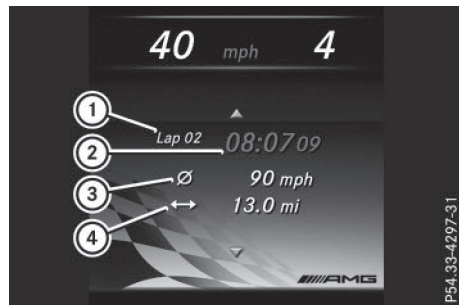 40 mph 4
1
Lap 02 08:07 09
2
3
Ø 90 mph
4
↔ 13.0 mi
AMG
P54.33-4297-31